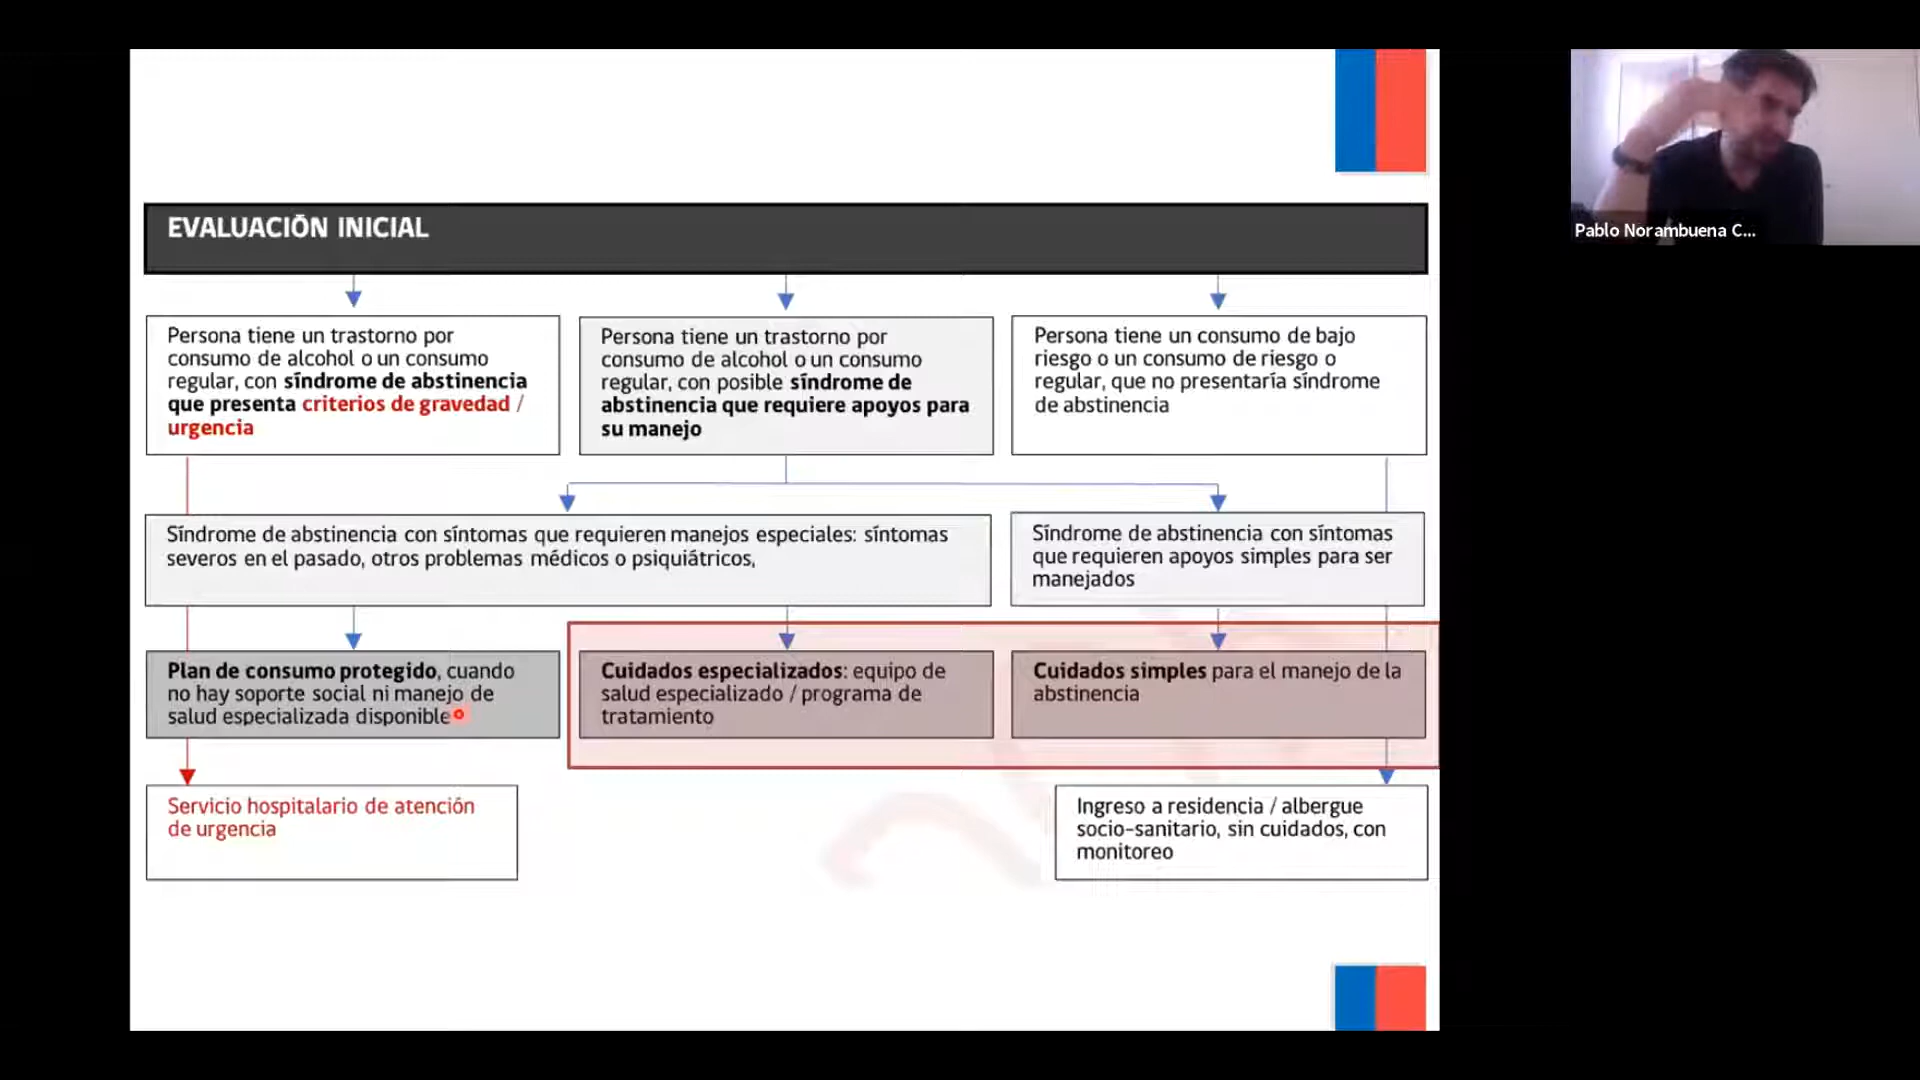 EVALUACIŌN INICIAL
Persona tiene un trastorno por
consumo de alcohol o un consumo
regular, con síndrome de abstinencia
que presenta criterios de gravedad /
urgencia
Persona tiene un trastorno por
consumo de alcohol o un consumo
regular, con posible síndrome de
abstinencia que requiere apoyos para
su manejo
Persona tiene un consumo de bajo
riesgo o un consumo de riesgo o
regular, que no presentaría síndrome
de abstinencia
Síndrome de abstinencia con síntomas que requieren manejos especiales: síntomas
severos en el pasado, otros problemas médicos o psiquiátricos,
Síndrome de abstinencia con síntomas
que requieren apoyos simples para ser
manejados
Plan de consumo protegido, cuando
no hay soporte social ni manejo de
salud especializada disponible
Cuidados especializados: equipo de
salud especializado / programa de
tratamiento
Cuidados simples para el manejo de la
abstinencia
Servicio hospitalario de atención
de urgencia
Ingreso a residencia / albergue
socio-sanitario, sin cuidados, con
monitoreo
Pablo Norambuena C...